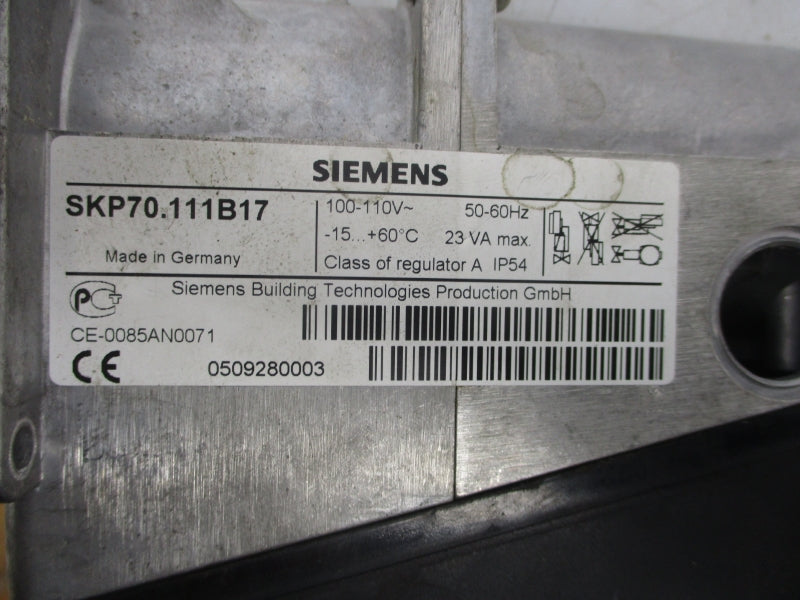 SIEMENS
SKP70.111B17
100-110V~ 50-60Hz
-15...+60°C 23 VA max.
Made in Germany
Class of regulator A IP54
Siemens Building Technologies Production GmbH
CE-0085AN0071
CE 0509280003